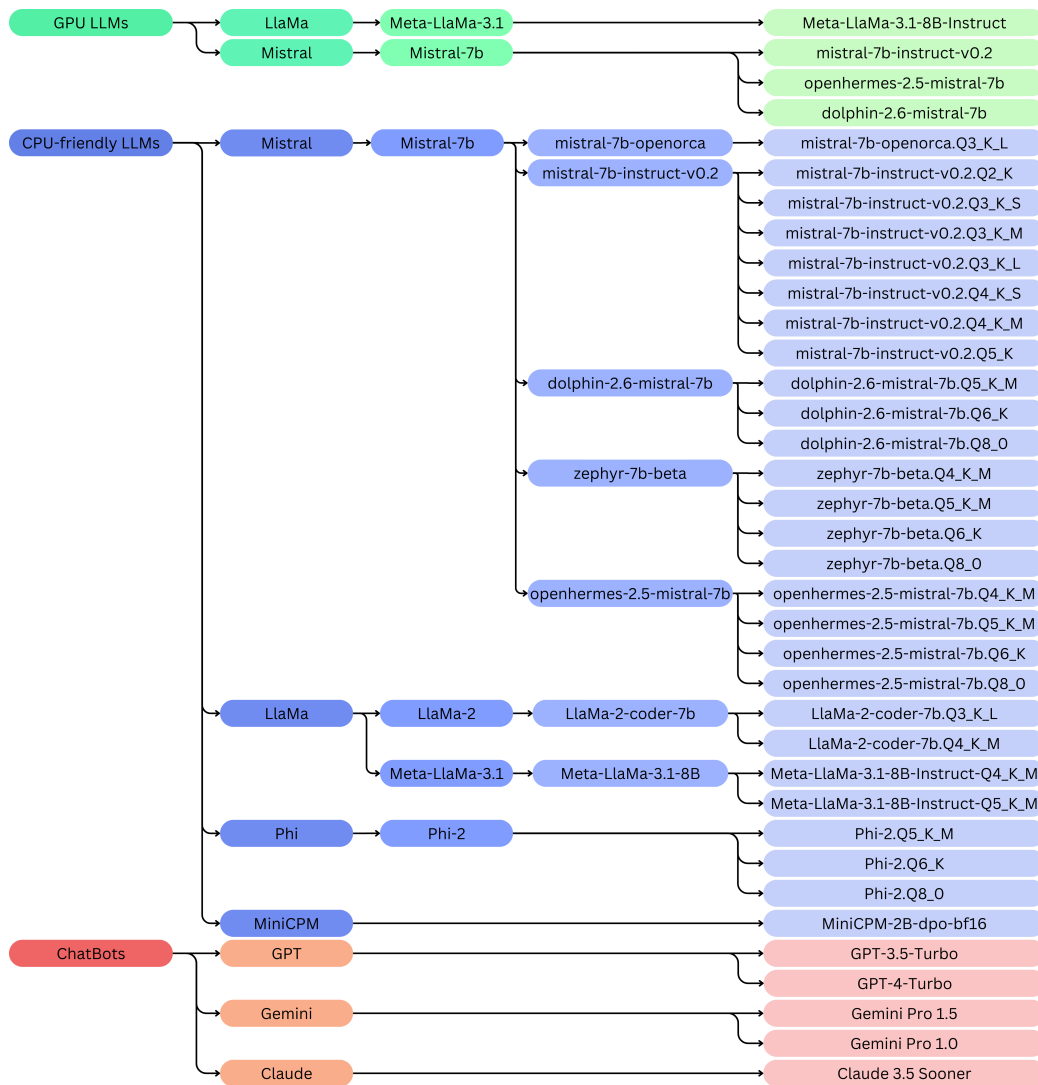 GPU LLMs
LlaMa
Meta-LlaMa-3.1
Meta-LlaMa-3.1-8B-Instruct
Mistral
Mistral-7b
mistral-7b-instruct-v0.2
openhermes-2.5-mistral-7b
dolphin-2.6-mistral-7b
CPU-friendly LLMs
Mistral
Mistral-7b
mistral-7b-openorca
mistral-7b-openorca.Q3_K_L
mistral-7b-instruct-v0.2
mistral-7b-instruct-v0.2.Q2_K
mistral-7b-instruct-v0.2.Q3_K_S
mistral-7b-instruct-v0.2.Q3_K_M
mistral-7b-instruct-v0.2.Q3_K_L
mistral-7b-instruct-v0.2.Q4_K_S
mistral-7b-instruct-v0.2.Q4_K_M
mistral-7b-instruct-v0.2.Q5_K
dolphin-2.6-mistral-7b
dolphin-2.6-mistral-7b.Q5_K_M
dolphin-2.6-mistral-7b.Q6_K
dolphin-2.6-mistral-7b.Q8_0
zephyr-7b-beta
zephyr-7b-beta.Q4_K_M
zephyr-7b-beta.Q5_K_M
zephyr-7b-beta.Q6_K
zephyr-7b-beta.Q8_0
openhermes-2.5-mistral-7b
openhermes-2.5-mistral-7b.Q4_K_M
openhermes-2.5-mistral-7b.Q5_K_M
openhermes-2.5-mistral-7b.Q6_K
openhermes-2.5-mistral-7b.Q8_0
LlaMa
LlaMa-2
LlaMa-2-coder-7b
LlaMa-2-coder-7b.Q3_K_L
LlaMa-2-coder-7b.Q4_K_M
Meta-LlaMa-3.1
Meta-LlaMa-3.1-8B
Meta-LlaMa-3.1-8B-Instruct-Q4_K_M
Meta-LlaMa-3.1-8B-Instruct-Q5_K_M
Phi
Phi-2
Phi-2.Q5_K_M
Phi-2.Q6_K
Phi-2.Q8_0
MiniCPM
MiniCPM-2B-dpo-bf16
ChatBots
GPT
GPT-3.5-Turbo
GPT-4-Turbo
Gemini
Gemini Pro 1.5
Gemini Pro 1.0
Claude
Claude 3.5 Sooner